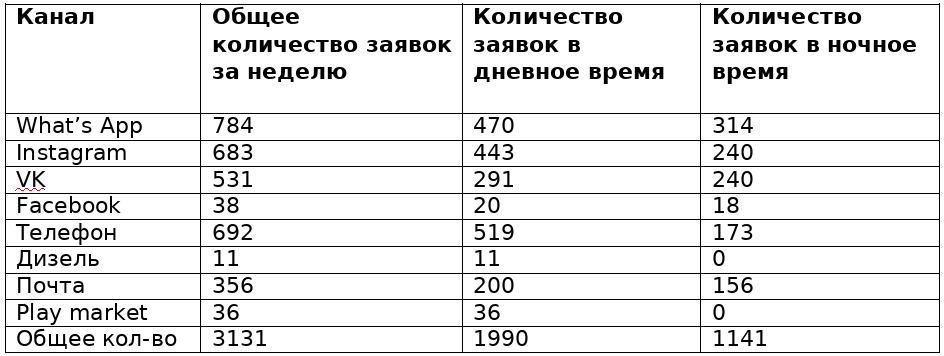 Канал Общее количество заявок за неделю Количество заявок в дневное время Количество заявок в ночное время
What’s App 784 470 314
Instagram 683 443 240
VK 531 291 240
Facebook 38 20 18
Телефон 692 519 173
Дизель 11 11 0
Почта 356 200 156
Play market 36 36 0
Общее кол-во 3131 1990 1141